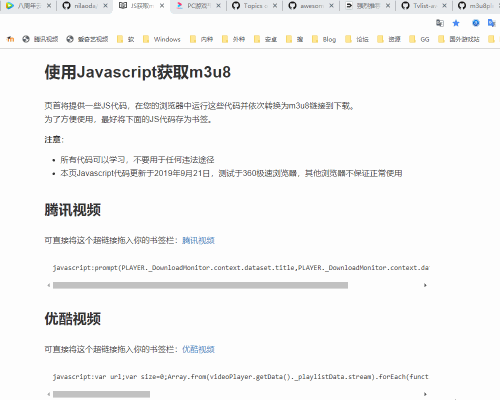 八周年
nilaoda
JS获取m
PC游戏
Topics
awesom
m3u8pl
腾讯视频
爱奇艺视频
软
Windows
内种
外种
安卓
搜
Blog
论坛
资源
GG
国外游戏站
使用Javascript获取m3u8
页首将提供一些JS代码，在您的浏览器中运行这些代码并依次转换为m3u8链接到下载。
为了方便使用，最好将下面的JS代码存为书签。
注意：
所有代码可以学习，不要用于任何违法途径
本页Javascript代码更新于2019年9月21日，测试于360极速浏览器，其他浏览器不保证正常使用
腾讯视频
可直接将这个超链接拖入你的书签栏：腾讯视频
javascript:prompt(PLAYER._DownloadMonitor.context.dataset.title,PLAYER._DownloadMonitor.context.da
优酷视频
可直接将这个超链接拖入你的书签栏：优酷视频
javascript:var url;var size=0;Array.from(videoPlayer.getData()._playlistData.stream).forEach(funct